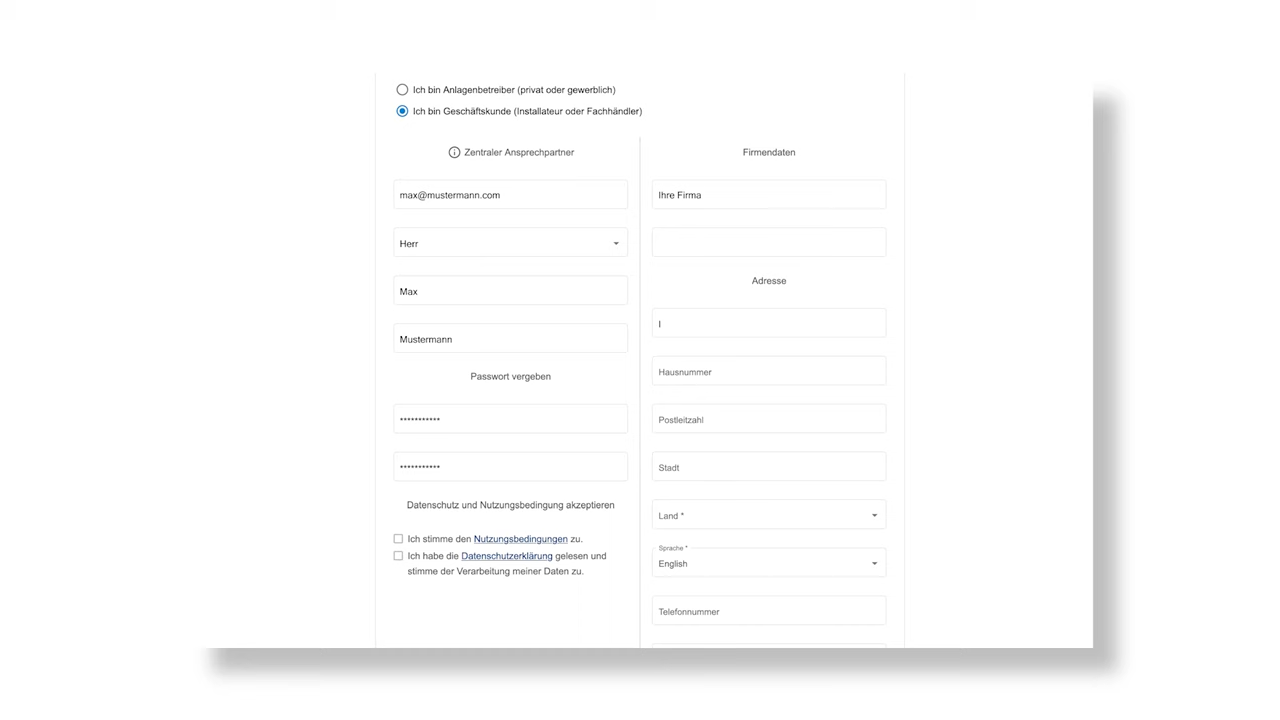 Ich bin Anlagenbetreiber (privat oder gewerblich)
Ich bin Geschäftskunde (Installateur oder Fachhändler)
Zentraler Ansprechpartner
max@mustermann.com
Herr
Max
Mustermann
Passwort vergeben
***********
***********
Datenschutz und Nutzungsbedingung akzeptieren
Ich stimme den Nutzungsbedingungen zu.
Ich habe die Datenschutzerklärung gelesen und
stimme der Verarbeitung meiner Daten zu.
Firmendaten
Ihre Firma
Adresse
I
Hausnummer
Postleitzahl
Stadt
Land *
Sprache *
English
Telefonnummer